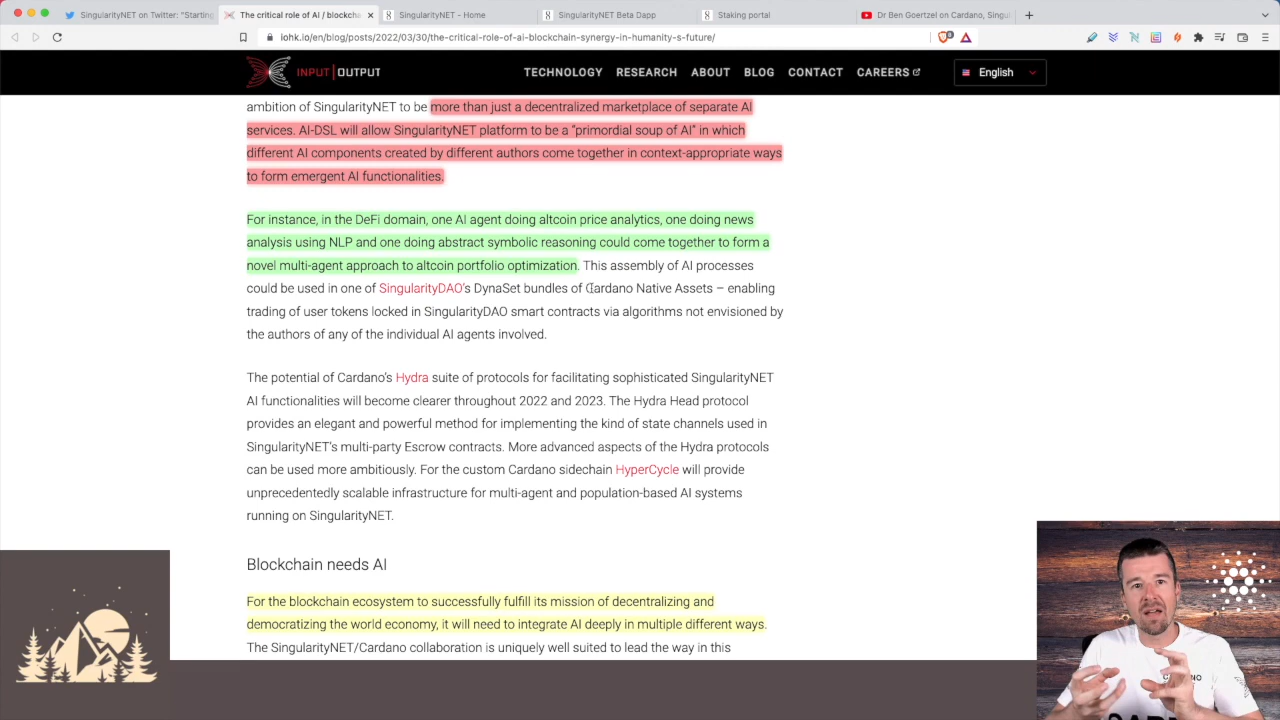 SingularityNET on Twitter: "Starting
The critical role of AI / blockcha
SingularityNET - Home
SingularityNET Beta Dapp
Staking portal
Dr Ben Goertzel on Cardano, Singul
iohk.io/en/blog/posts/2022/03/30/the-critical-role-of-ai-blockchain-synergy-in-humanity-s-future/
INPUT | OUTPUT
TECHNOLOGY RESEARCH ABOUT BLOG CONTACT CAREERS
English
ambition of SingularityNET to be more than just a decentralized marketplace of separate AI
services. AI-DSL will allow SingularityNET platform to be a "primordial soup of AI" in which
different AI components created by different authors come together in context-appropriate ways
to form emergent AI functionalities.
For instance, in the DeFi domain, one AI agent doing altcoin price analytics, one doing news
analysis using NLP and one doing abstract symbolic reasoning could come together to form a
novel multi-agent approach to altcoin portfolio optimization. This assembly of AI processes
could be used in one of SingularityDAO's DynaSet bundles of Cardano Native Assets – enabling
trading of user tokens locked in SingularityDAO smart contracts via algorithms not envisioned by
the authors of any of the individual AI agents involved.
The potential of Cardano's Hydra suite of protocols for facilitating sophisticated SingularityNET
AI functionalities will become clearer throughout 2022 and 2023. The Hydra Head protocol
provides an elegant and powerful method for implementing the kind of state channels used in
SingularityNET's multi-party Escrow contracts. More advanced aspects of the Hydra protocols
can be used more ambitiously. For the custom Cardano sidechain HyperCycle will provide
unprecedentedly scalable infrastructure for multi-agent and population-based AI systems
running on SingularityNET.
Blockchain needs AI
For the blockchain ecosystem to successfully fulfill its mission of decentralizing and
democratizing the world economy, it will need to integrate AI deeply in multiple different ways.
The SingularityNET/Cardano collaboration is uniquely well suited to lead the way in this